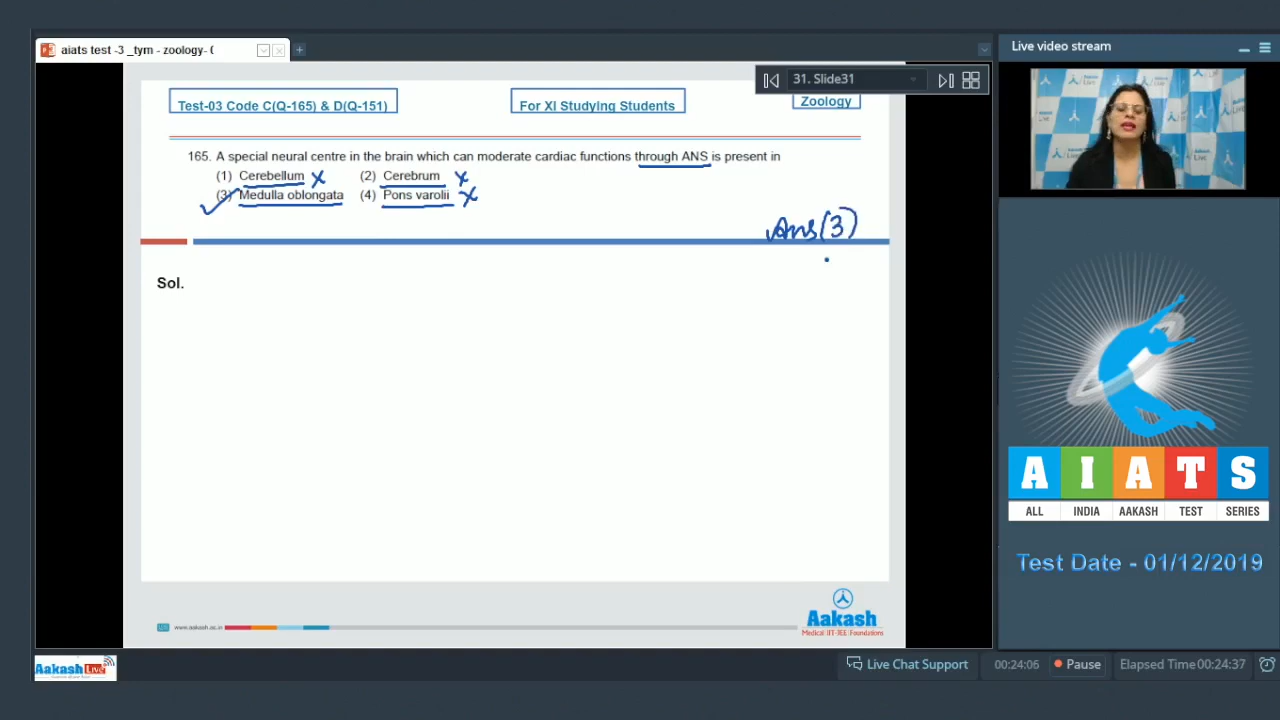 aiats test -3 _tym - zoology- (
Live video stream
31. Slide31
Test-03 Code C(Q-165) & D(Q-151)
For XI Studying Students
Zoology
165. A special neural centre in the brain which can moderate cardiac functions through ANS is present in
(1) Cerebellum × (2) Cerebrum ×
(3) Medulla oblongata (4) Pons varolii ×
Ans(3)
Sol.
A I A T S
ALL INDIA AAKASH TEST SERIES
Test Date - 01/12/2019
www.aakash.ac.in
Aakash
Medical|IIT-JEE|Foundations
Aakash Live
Live Chat Support
00:24:06
Pause
Elapsed Time 00:24:37